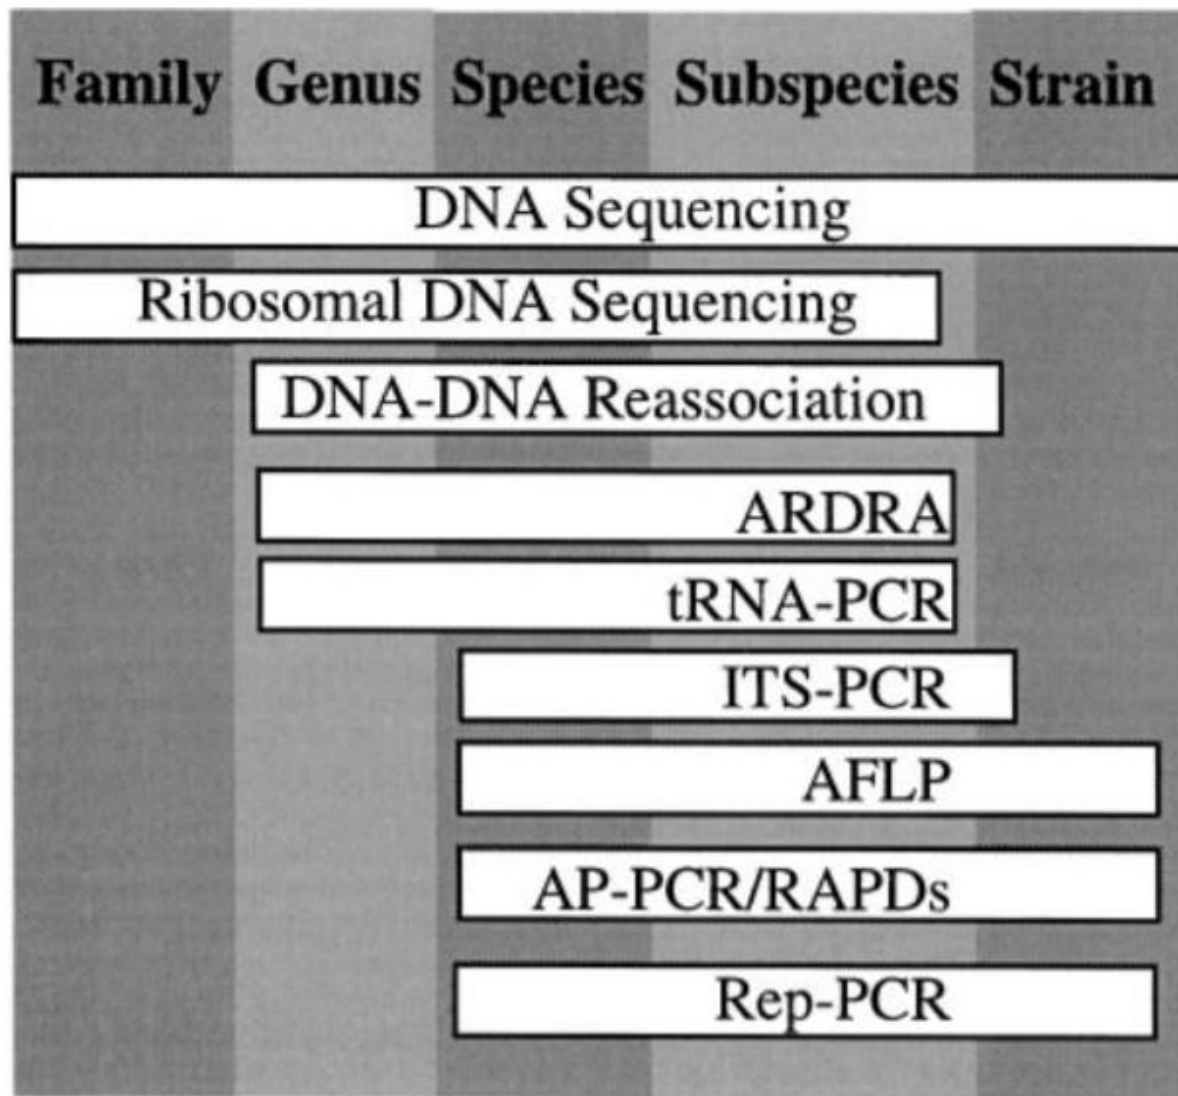 Family Genus Species Subspecies Strain
DNA Sequencing
Ribosomal DNA Sequencing
DNA-DNA Reassociation
ARDRA
tRNA-PCR
ITS-PCR
AFLP
AP-PCR/RAPDs
Rep-PCR